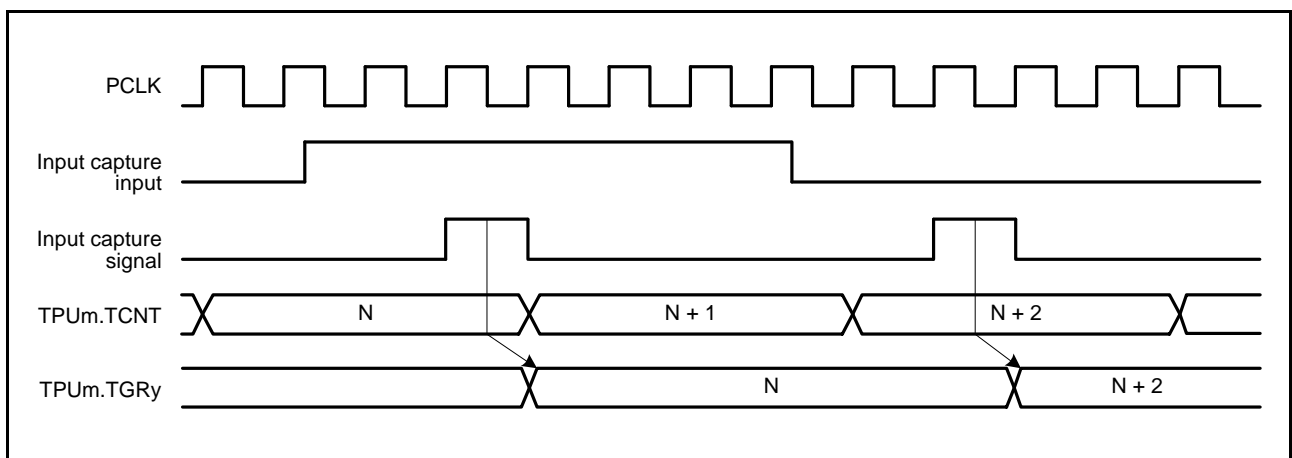 PCLK
Input capture
input
Input capture
signal
TPUm.TCNT
N
N + 1
N + 2
TPUm.TGRy
N
N + 2